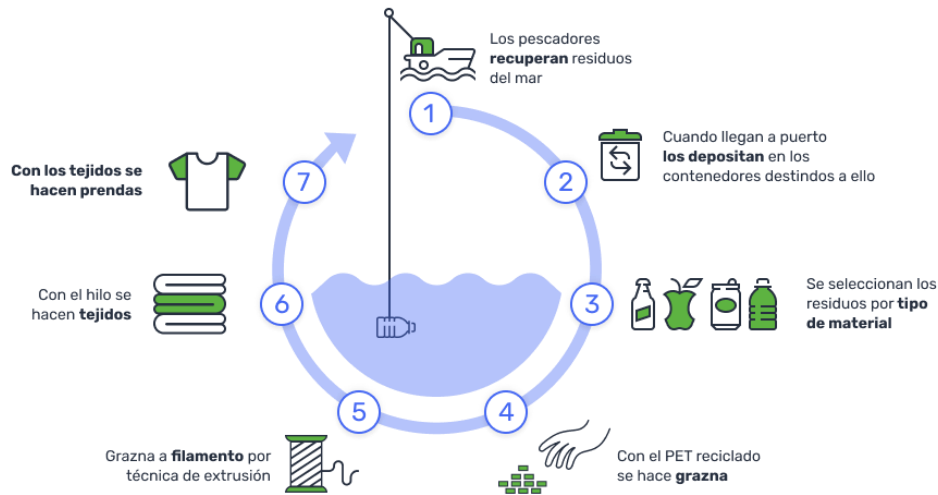 Los pescadores
recuperan residuos
del mar
1
Cuando llegan a puerto
los depositan en los
contenedores destindos a ello
2
Se seleccionan los
residuos por tipo
de material
3
Con el PET reciclado
se hace grazna
4
Grazna a filamento por
técnica de extrusión
5
Con el hilo se
hacen tejidos
6
Con los tejidos se
hacen prendas
7